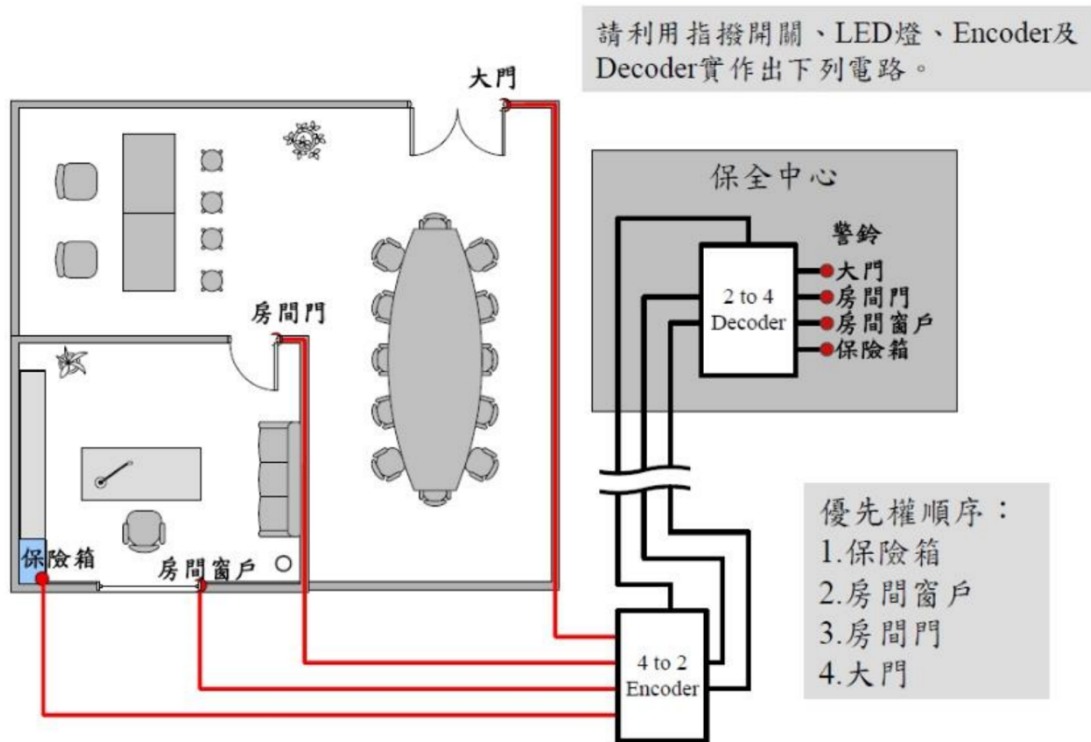 請利用指撥開關、LED燈、Encoder及
Decoder實作出下列電路。
大門
保全中心
警鈴
大門
房間門
房間窗戶
保險箱
2 to 4
Decoder
房間門
保險箱
房間窗戶
4 to 2
Encoder
優先權順序：
1.保險箱
2.房間窗戶
3.房間門
4.大門